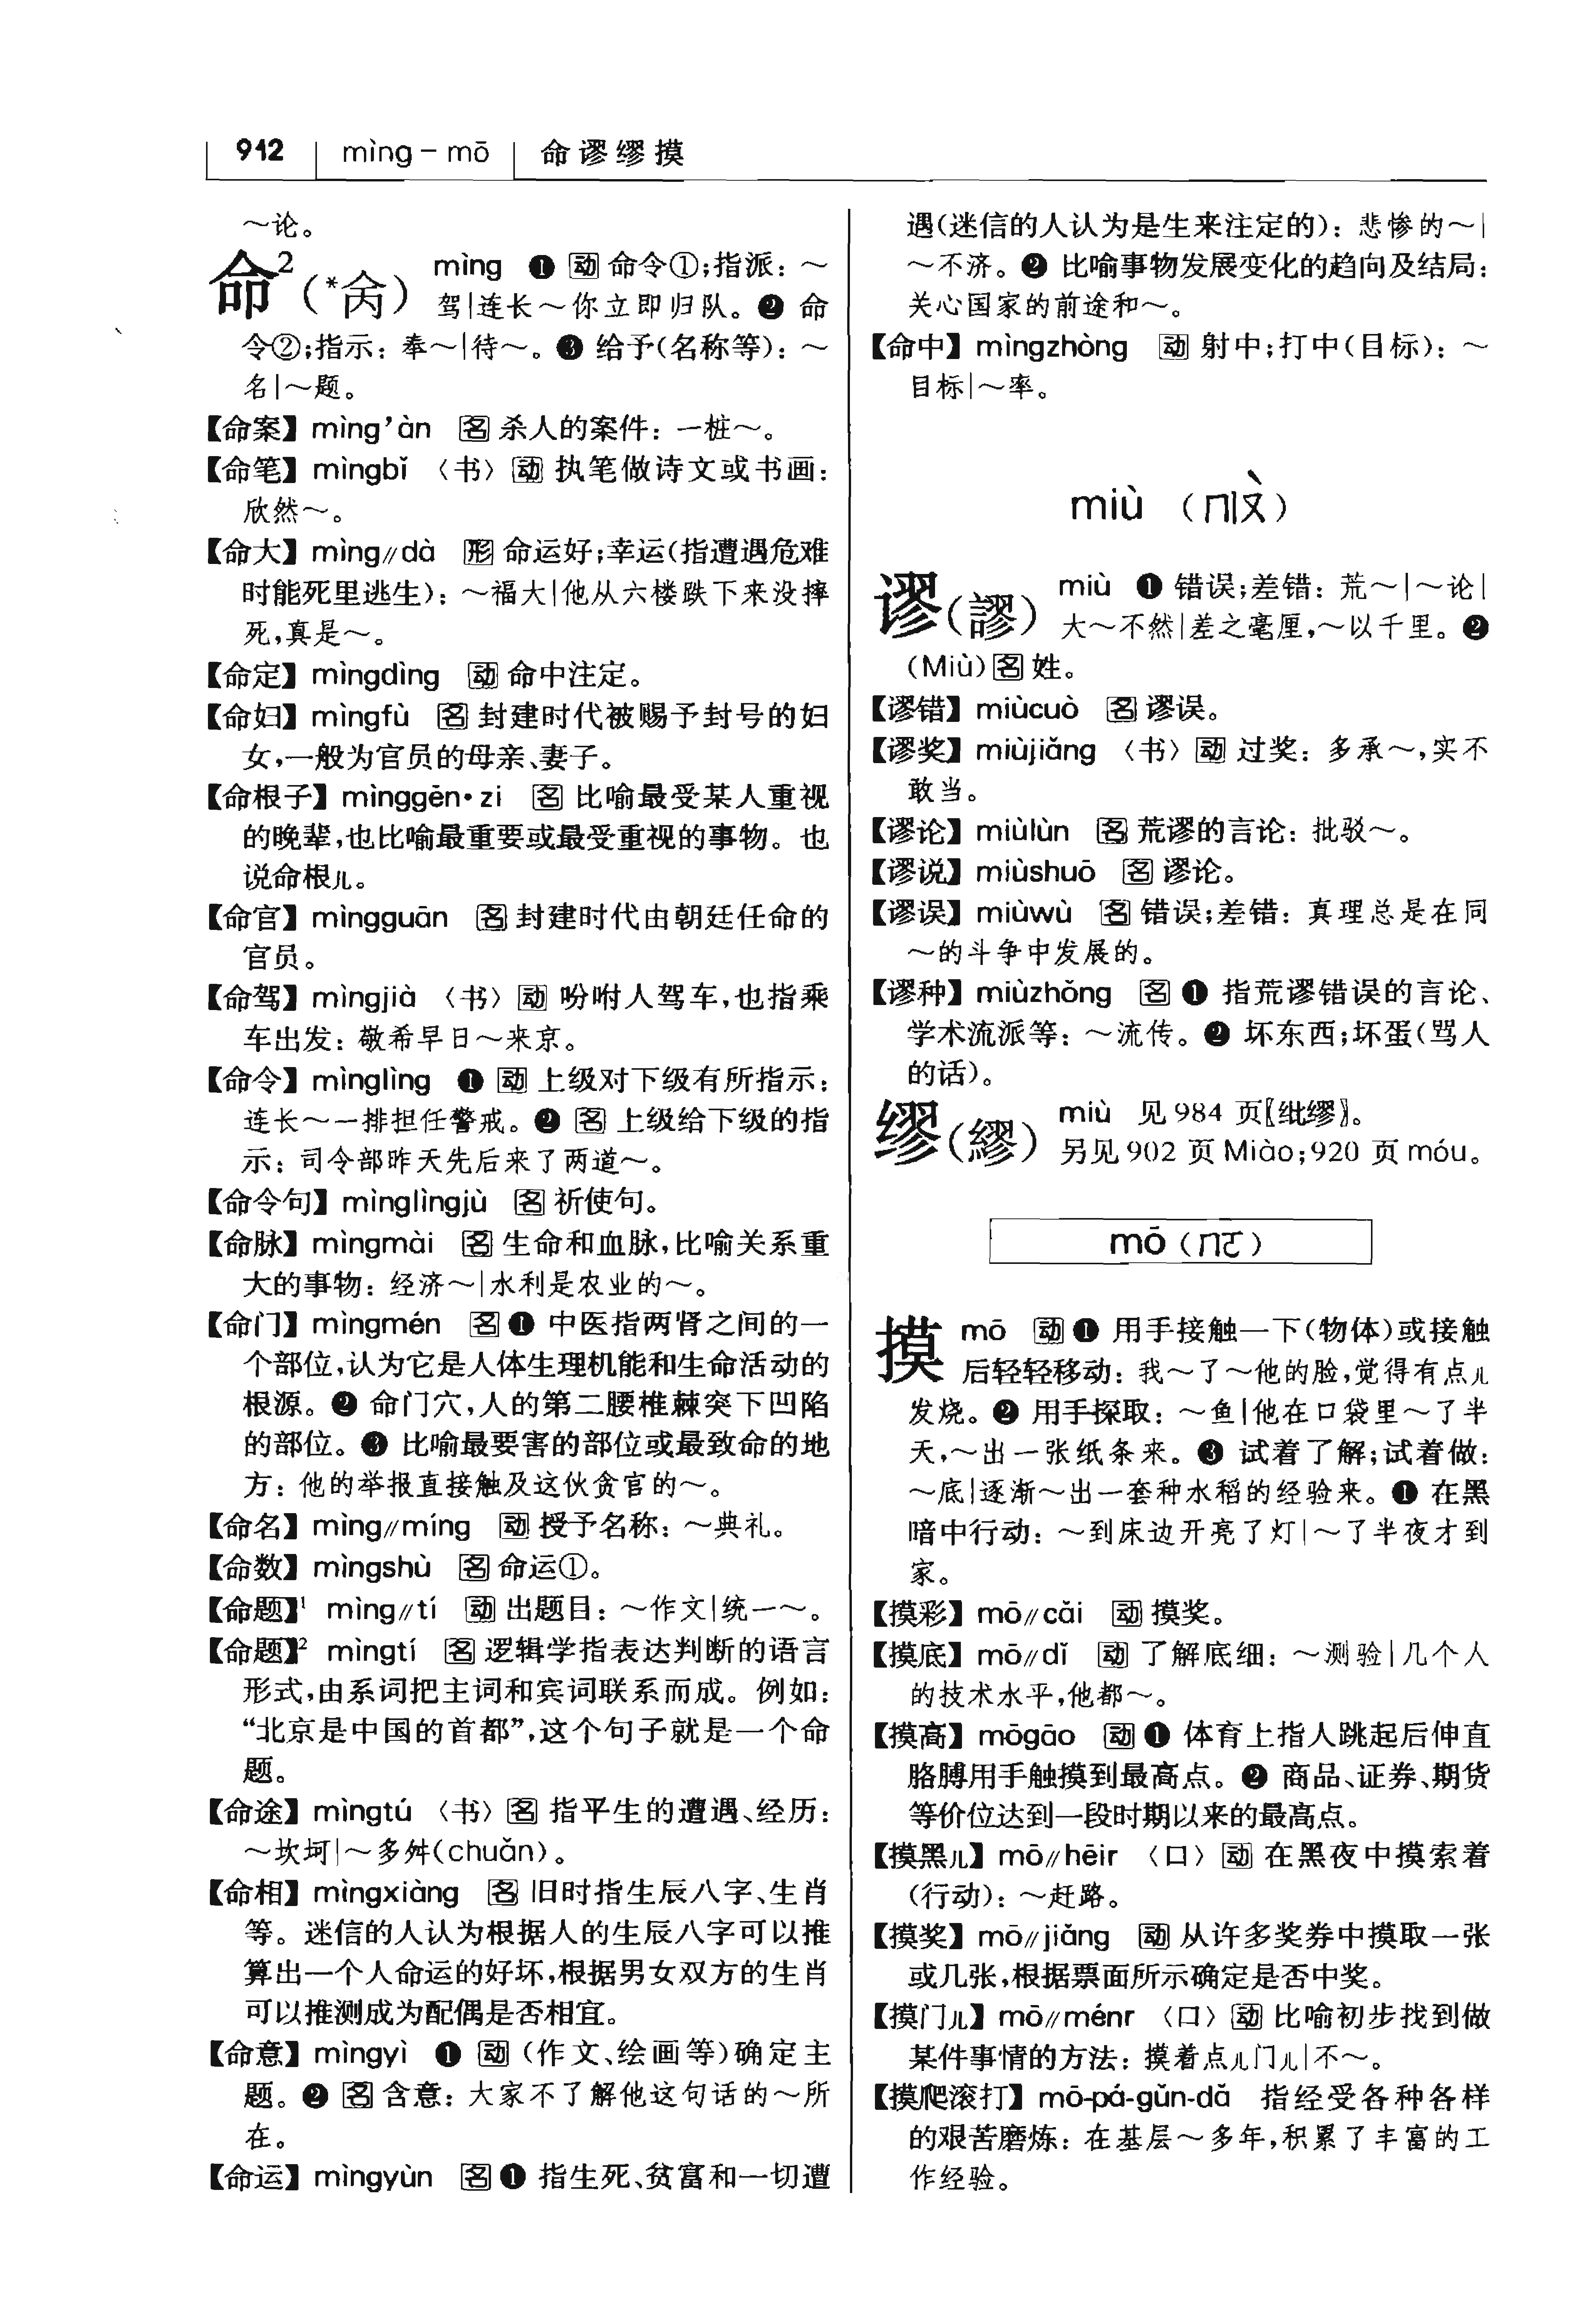 912 mìng – mō 命谬缪摸
～论。
命²(*㑒) mìng ❶ 动 命令①;指派：～
驾|连长～你立即归队。❷ 命
令②;指示：奉～|待～。❸ 给予(名称等)：～
名|～题。
【命案】mìng’àn 名 杀人的案件：一桩～。
【命笔】mìngbǐ 〈书〉动 执笔做诗文或书画：
欣然～。
【命大】mìng∥dà 形 命运好;幸运(指遭遇危难
时能死里逃生)：～福大|他从六楼跌下来没摔
死,真是～。
【命定】mìngdìng 动 命中注定。
【命妇】mìngfù 名 封建时代被赐予封号的妇
女,一般为官员的母亲、妻子。
【命根子】mìnggēn•zi 名 比喻最受某人重视
的晚辈,也比喻最重要或最受重视的事物。也
说命根儿。
【命官】mìngguān 名 封建时代由朝廷任命的
官员。
【命驾】mìngjià 〈书〉动 吩咐人驾车,也指乘
车出发：敬希早日～来京。
【命令】mìnglìng ❶ 动 上级对下级有所指示：
连长～一排担任警戒。❷ 名 上级给下级的指
示：司令部昨天先后来了两道～。
【命令句】mìnglìngjù 名 祈使句。
【命脉】mìngmài 名 生命和血脉,比喻关系重
大的事物：经济～|水利是农业的～。
【命门】mìngmén 名 ❶ 中医指两肾之间的一
个部位,认为它是人体生理机能和生命活动的
根源。❷ 命门穴,人的第二腰椎棘突下凹陷
的部位。❸ 比喻最要害的部位或最致命的地
方：他的举报直接触及这伙贪官的～。
【命名】mìng∥míng 动 授予名称：～典礼。
【命数】mìngshù 名 命运①。
【命题】¹ mìng∥tí 动 出题目：～作文|统一～。
【命题】² mìngtí 名 逻辑学指表达判断的语言
形式,由系词把主词和宾词联系而成。例如：
“北京是中国的首都”,这个句子就是一个命
题。
【命途】mìngtú 〈书〉名 指平生的遭遇、经历：
～坎坷|～多舛(chuǎn)。
【命相】mìngxiàng 名 旧时指生辰八字、生肖
等。迷信的人认为根据人的生辰八字可以推
算出一个人命运的好坏,根据男女双方的生肖
可以推测成为配偶是否相宜。
【命意】mìngyì ❶ 动 (作文、绘画等)确定主
题。❷ 名 含意：大家不了解他这句话的～所
在。
【命运】mìngyùn 名 ❶ 指生死、贫富和一切遭
遇(迷信的人认为是生来注定的)：悲惨的～|
～不济。❷ 比喻事物发展变化的趋向及结局：
关心国家的前途和～。
【命中】mìngzhòng 动 射中;打中(目标)：～
目标|～率。
miù （ㄇㄧㄡˋ）
谬(謬) miù ❶ 错误;差错：荒～|～论|
大～不然|差之毫厘,～以千里。❷
(Miù)名 姓。
【谬错】miùcuò 名 谬误。
【谬奖】miùjiǎng 〈书〉动 过奖：多承～,实不
敢当。
【谬论】miùlùn 名 荒谬的言论：批驳～。
【谬说】miùshuō 名 谬论。
【谬误】miùwù 名 错误;差错：真理总是在同
～的斗争中发展的。
【谬种】miùzhǒng 名 ❶ 指荒谬错误的言论、
学术流派等：～流传。❷ 坏东西;坏蛋(骂人
的话)。
缪(繆) miù 见 984 页〖纰缪〗。
另见 902 页 Miào;920 页 móu。
mō（ㄇㄛ）
摸 mō 动 ❶ 用手接触一下(物体)或接触
后轻轻移动：我～了～他的脸,觉得有点儿
发烧。❷ 用手探取：～鱼|他在口袋里～了半
天,～出一张纸条来。❸ 试着了解;试着做：
～底|逐渐～出一套种水稻的经验来。❹ 在黑
暗中行动：～到床边开亮了灯|～了半夜才到
家。
【摸彩】mō∥cǎi 动 摸奖。
【摸底】mō∥dǐ 动 了解底细：～测验|几个人
的技术水平,他都～。
【摸高】mōgāo 动 ❶ 体育上指人跳起后伸直
胳膊用手触摸到最高点。❷ 商品、证券、期货
等价位达到一段时期以来的最高点。
【摸黑儿】mō∥hēir 〈口〉动 在黑夜中摸索着
(行动)：～赶路。
【摸奖】mō∥jiǎng 动 从许多奖券中摸取一张
或几张,根据票面所示确定是否中奖。
【摸门儿】mō∥ménr 〈口〉动 比喻初步找到做
某件事情的方法：摸着点儿门儿|不～。
【摸爬滚打】mō-pá-gǔn-dǎ 指经受各种各样
的艰苦磨炼：在基层～多年,积累了丰富的工
作经验。